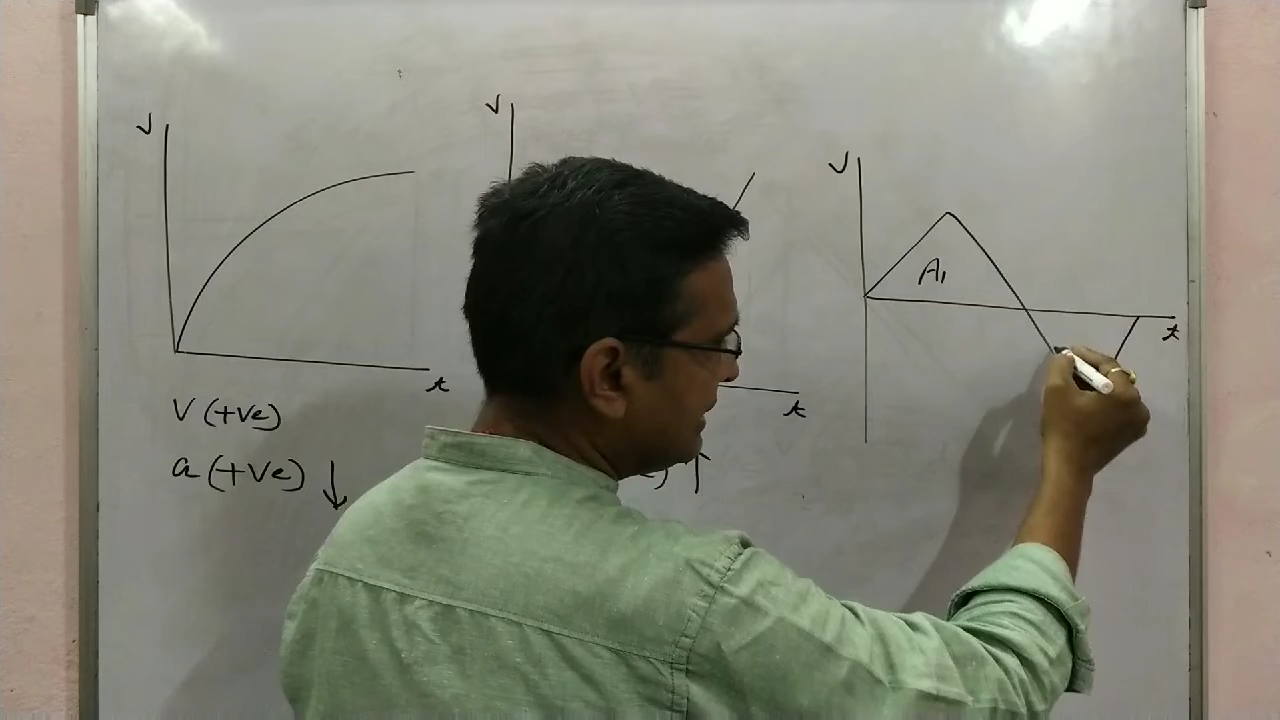 V
t
V (+ve)
a (+ve) ↓
V
t
) ↑
V
A₁
t